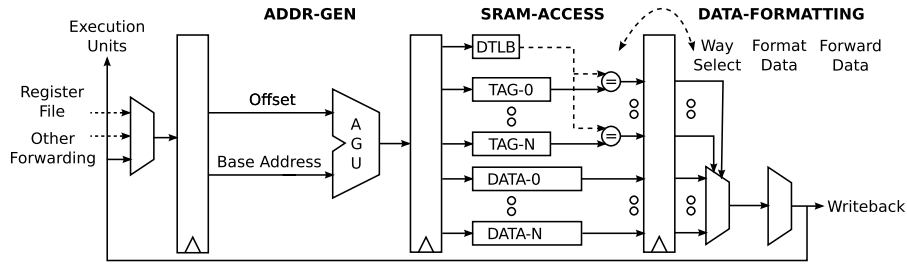 Execution
Units
ADDR-GEN
SRAM-ACCESS
DATA-FORMATTING
Way
Select
Format
Data
Forward
Data
Register
File
Other
Forwarding
Offset
Base Address
A
G
U
DTLB
TAG-0
TAG-N
DATA-0
DATA-N
=
=
Writeback